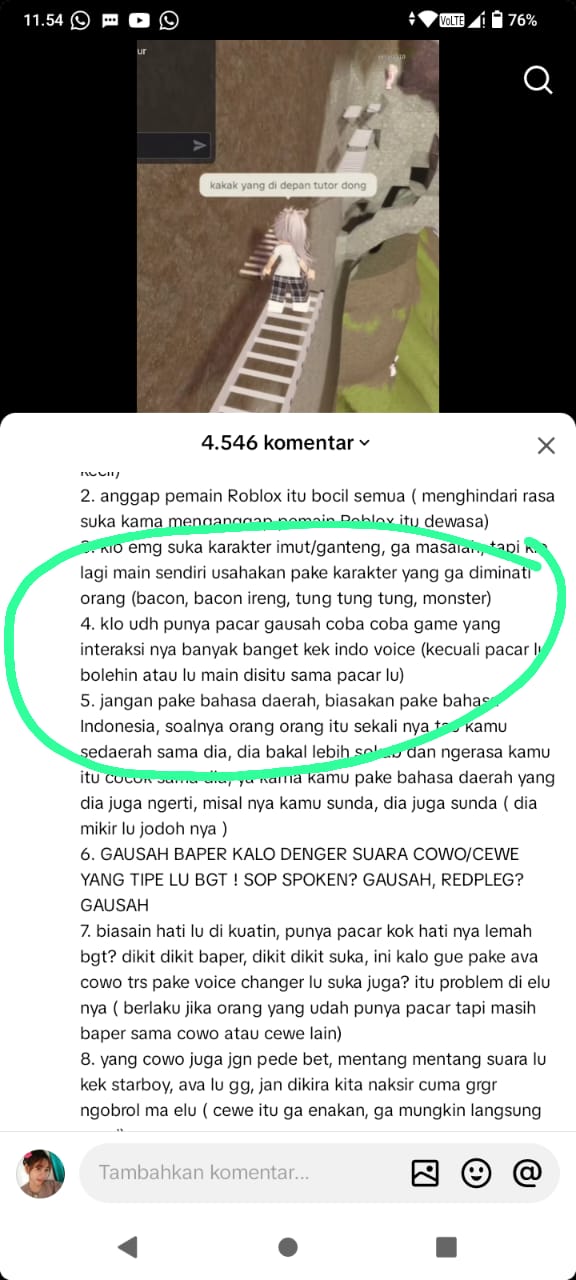 11.54
VoLTE
76%
ur
kakak yang di depan tutor dong
4.546 komentar
kecil)
2. anggap pemain Roblox itu bocil semua ( menghindari rasa
suka karna menganggap pemain Roblox itu dewasa)
3. klo emg suka karakter imut/ganteng, ga masalah, tapi klo
lagi main sendiri usahakan pake karakter yang ga diminati
orang (bacon, bacon ireng, tung tung tung, monster)
4. klo udh punya pacar gausah coba coba game yang
interaksi nya banyak banget kek indo voice (kecuali pacar lu
bolehin atau lu main disitu sama pacar lu)
5. jangan pake bahasa daerah, biasakan pake bahasa
Indonesia, soalnya orang orang itu sekali nya tau kamu
sedaerah sama dia, dia bakal lebih sokab dan ngerasa kamu
itu cocok sama dia, ya karna kamu pake bahasa daerah yang
dia juga ngerti, misal nya kamu sunda, dia juga sunda ( dia
mikir lu jodoh nya )
6. GAUSAH BAPER KALO DENGER SUARA COWO/CEWE
YANG TIPE LU BGT ! SOP SPOKEN? GAUSAH, REDPLEG?
GAUSAH
7. biasain hati lu di kuatin, punya pacar kok hati nya lemah
bgt? dikit dikit baper, dikit dikit suka, ini kalo gue pake ava
cowo trs pake voice changer lu suka juga? itu problem di elu
nya ( berlaku jika orang yang udah punya pacar tapi masih
baper sama cowo atau cewe lain)
8. yang cowo juga jgn pede bet, mentang mentang suara lu
kek starboy, ava lu gg, jan dikira kita naksir cuma grgr
ngobrol ma elu ( cewe itu ga enakan, ga mungkin langsung
Tambahkan komentar...